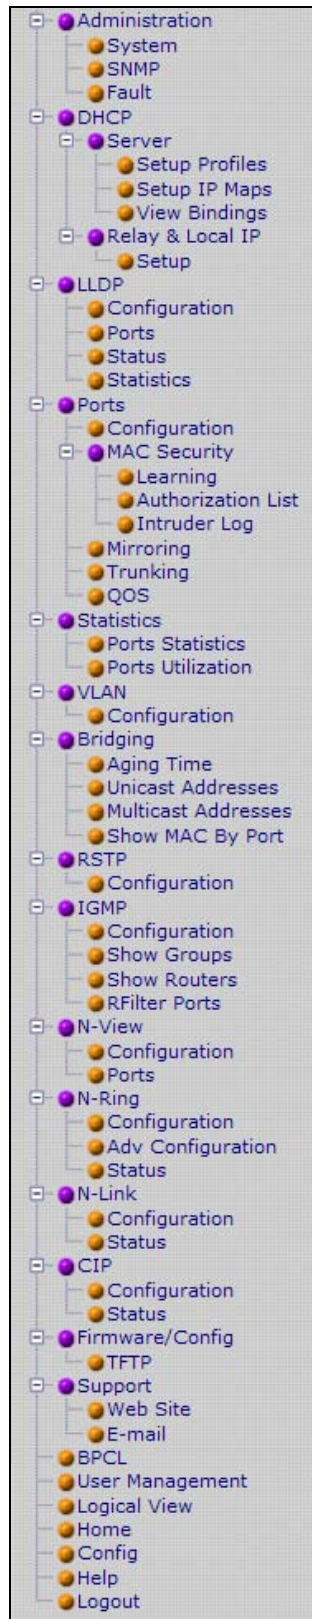 Administration
System
SNMP
Fault
DHCP
Server
Setup Profiles
Setup IP Maps
View Bindings
Relay & Local IP
Setup
LLDP
Configuration
Ports
Status
Statistics
Ports
Configuration
MAC Security
Learning
Authorization List
Intruder Log
Mirroring
Trunking
QOS
Statistics
Ports Statistics
Ports Utilization
VLAN
Configuration
Bridging
Aging Time
Unicast Addresses
Multicast Addresses
Show MAC By Port
RSTP
Configuration
IGMP
Configuration
Show Groups
Show Routers
RFilter Ports
N-View
Configuration
Ports
N-Ring
Configuration
Adv Configuration
Status
N-Link
Configuration
Status
CIP
Configuration
Status
Firmware/Config
TFTP
Support
Web Site
E-mail
BPCL
User Management
Logical View
Home
Config
Help
Logout